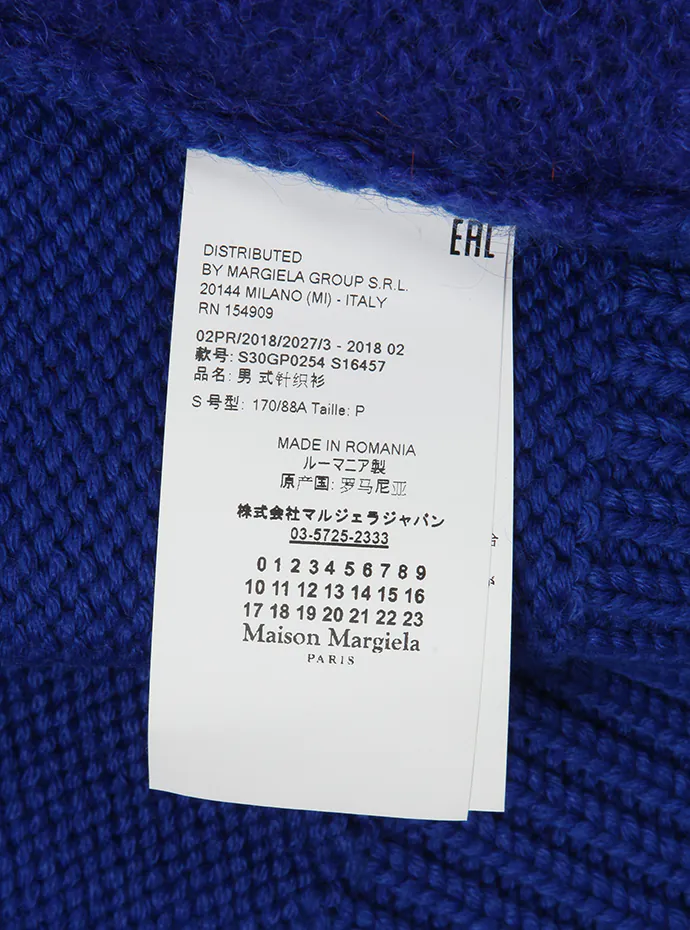 EAC
DISTRIBUTED
BY MARGIELA GROUP S.R.L.
20144 MILANO (MI) - ITALY
RN 154909
02PR/2018/2027/3 - 2018 02
款号: S30GP0254 S16457
品名: 男 式针织衫
S 号型: 170/88A Taille: P
MADE IN ROMANIA
ルーマニア製
原产国: 罗马尼亚
株式会社マルジェラジャパン
03-5725-2333
0 1 2 3 4 5 6 7 8 9
10 11 12 13 14 15 16
17 18 19 20 21 22 23
Maison Margiela
PARIS